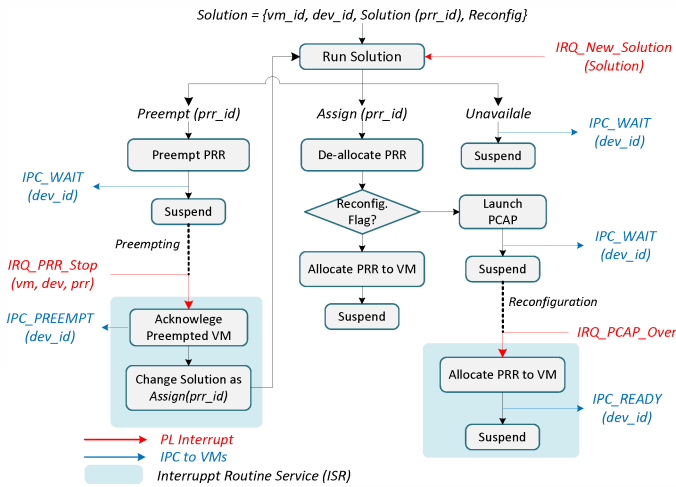 Solution = {vm_id, dev_id, Solution (prr_id), Reconfig}
Run Solution
IRQ_New_Solution
(Solution)
Preempt (prr_id)
Assign (prr_id)
Unavailale
IPC_WAIT
(dev_id)
Preempt PRR
De-allocate PRR
Suspend
IPC_WAIT
(dev_id)
Suspend
Reconfig.
Flag?
Launch
PCAP
Preempting
IPC_WAIT
(dev_id)
IRQ_PRR_Stop
(vm, dev, prr)
Allocate PRR to VM
Suspend
Suspend
Reconfiguration
IPC_PREEMPT
(dev_id)
Acknowlege
Preempted VM
IRQ_PCAP_Over
Change Solution as
Assign(prr_id)
Allocate PRR to VM
IPC_READY
(dev_id)
Suspend
PL Interrupt
IPC to VMs
Interruppt Routine Service (ISR)